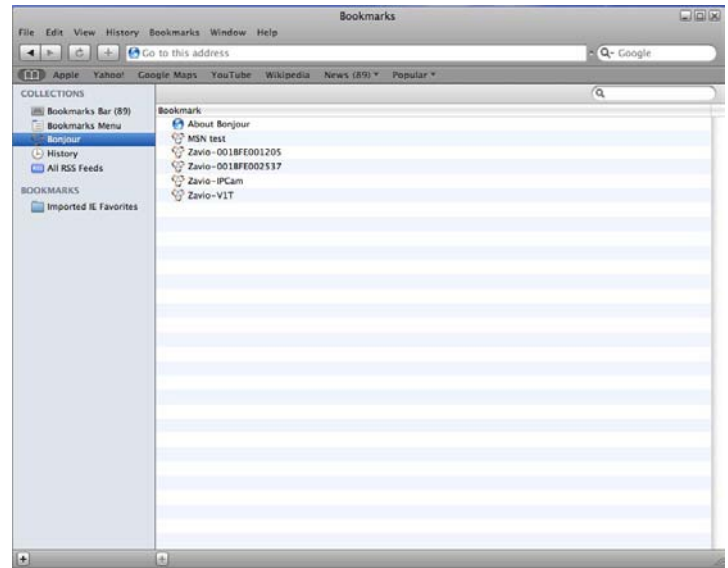 Bookmarks
File Edit View History Bookmarks Window Help
Go to this address
Google
Apple Yahoo! Google Maps YouTube Wikipedia News (89) Popular
COLLECTIONS
Bookmarks Bar (89)
Bookmarks Menu
Bonjour
History
All RSS Feeds
BOOKMARKS
Imported IE Favorites
Bookmark
About Bonjour
MSN test
Zavio-0018FE001205
Zavio-0018FE002537
Zavio-IPCam
Zavio-V1T